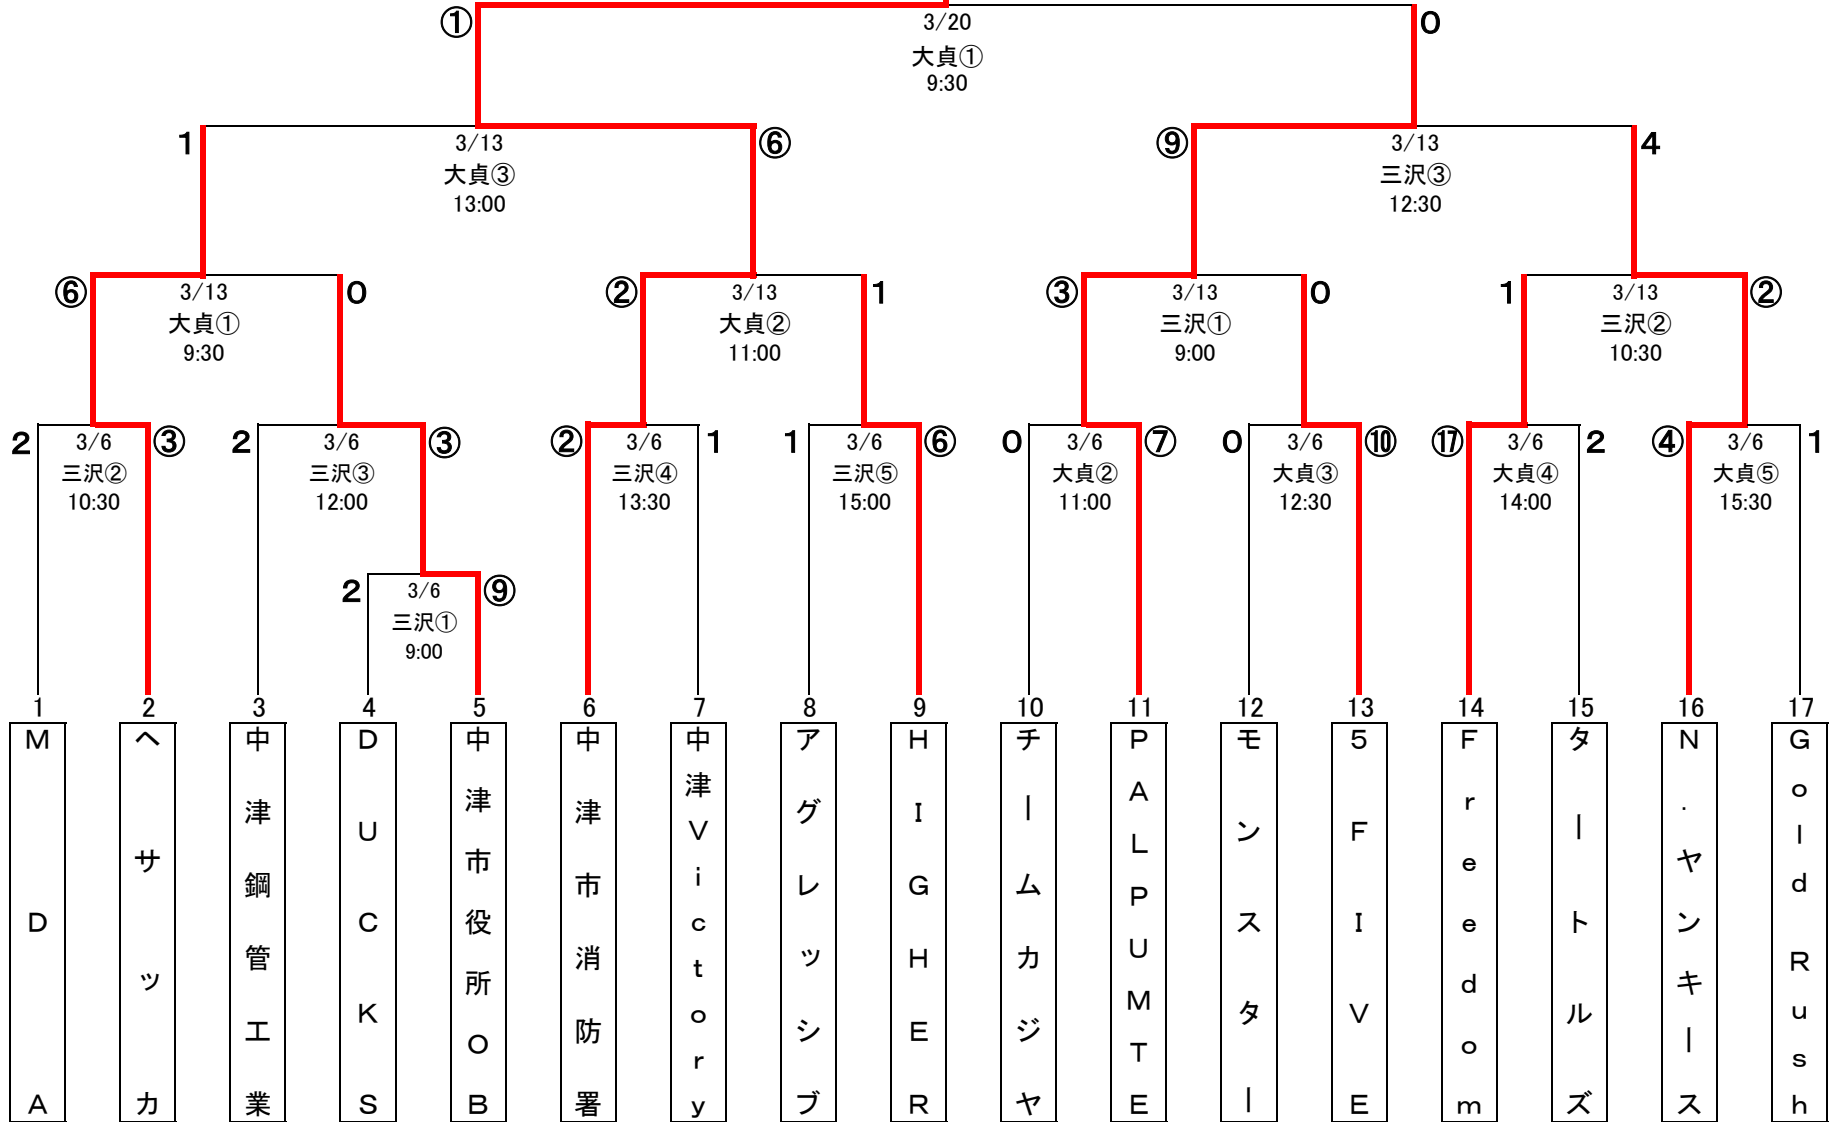 ① 3/20 0
大貞①
9:30
1 3/13 ⑥ ⑨ 3/13 4
大貞③ 三沢③
13:00 12:30
⑥ 3/13 0 ② 3/13 1 ③ 3/13 0 1 3/13 ②
大貞① 大貞② 三沢① 三沢②
9:30 11:00 9:00 10:30
2 3/6 ③ 2 3/6 ③ ② 3/6 1 1 3/6 ⑥ 0 3/6 ⑦ 0 3/6 ⑩ ⑰ 3/6 2 ④ 3/6 1
三沢② 三沢③ 三沢④ 三沢⑤ 大貞② 大貞③ 大貞④ 大貞⑤
10:30 12:00 13:30 15:00 11:00 12:30 14:00 15:30
2 3/6 ⑨
三沢①
9:00
1 2 3 4 5 6 7 8 9 10 11 12 13 14 15 16 17
MDA
ヘサッカ
中津鋼管工業
DUCKS
中津市役所OB
中津市消防署
中津Victory
アグレッシブ
HIGHER
チームカジヤ
PALPUMTE
モンスター
5FIVE
Freedom
タートルズ
N.ヤンキース
Gold Rush